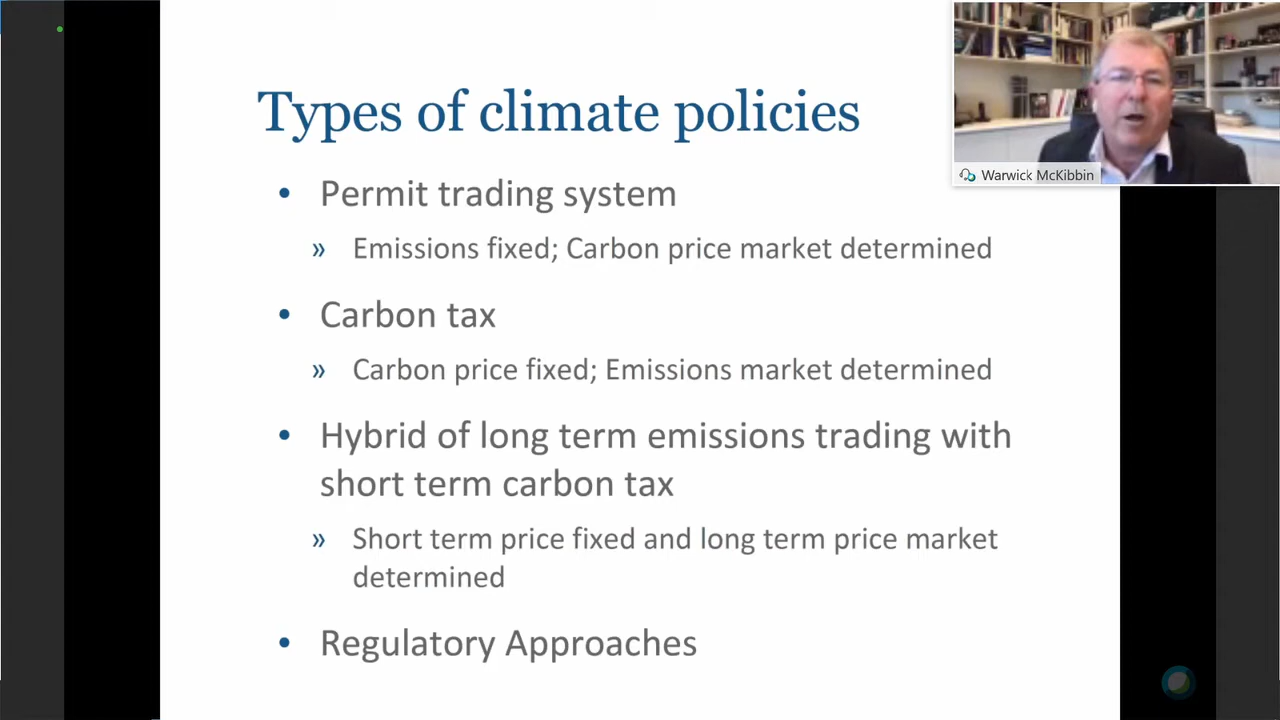 Types of climate policies
• Permit trading system
» Emissions fixed; Carbon price market determined
• Carbon tax
» Carbon price fixed; Emissions market determined
• Hybrid of long term emissions trading with
short term carbon tax
» Short term price fixed and long term price market
determined
• Regulatory Approaches
Warwick McKibbin